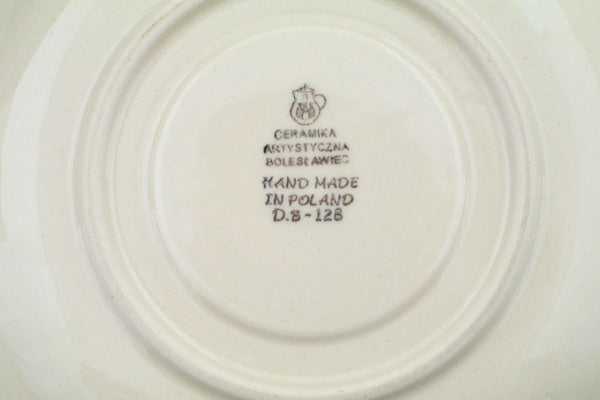 CERAMIKA
ARTYSTYCZNA
BOLESŁAWIEC
HAND MADE
IN POLAND
D.B - 128